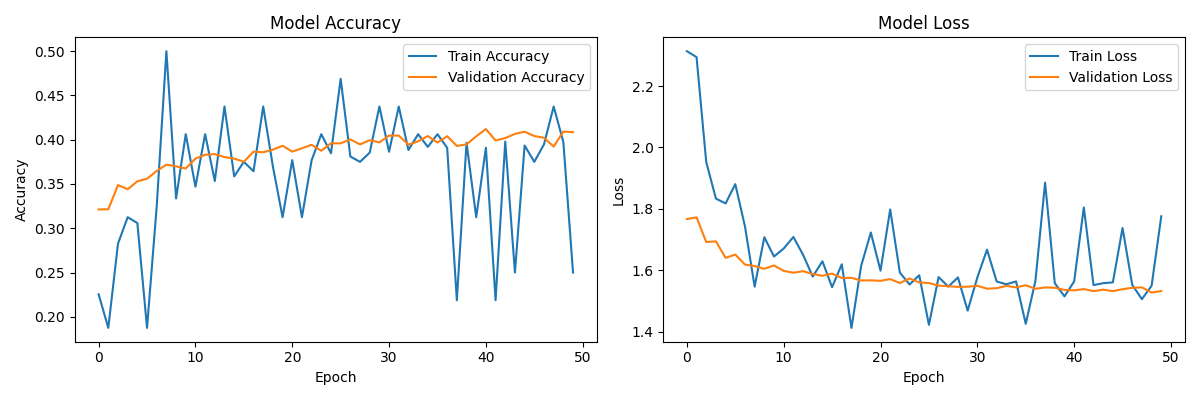 Model Accuracy
Accuracy
0.50
0.45
0.40
0.35
0.30
0.25
0.20
Train Accuracy
Validation Accuracy
0
10
20
30
40
50
Epoch
Model Loss
Loss
2.2
2.0
1.8
1.6
1.4
Train Loss
Validation Loss
0
10
20
30
40
50
Epoch